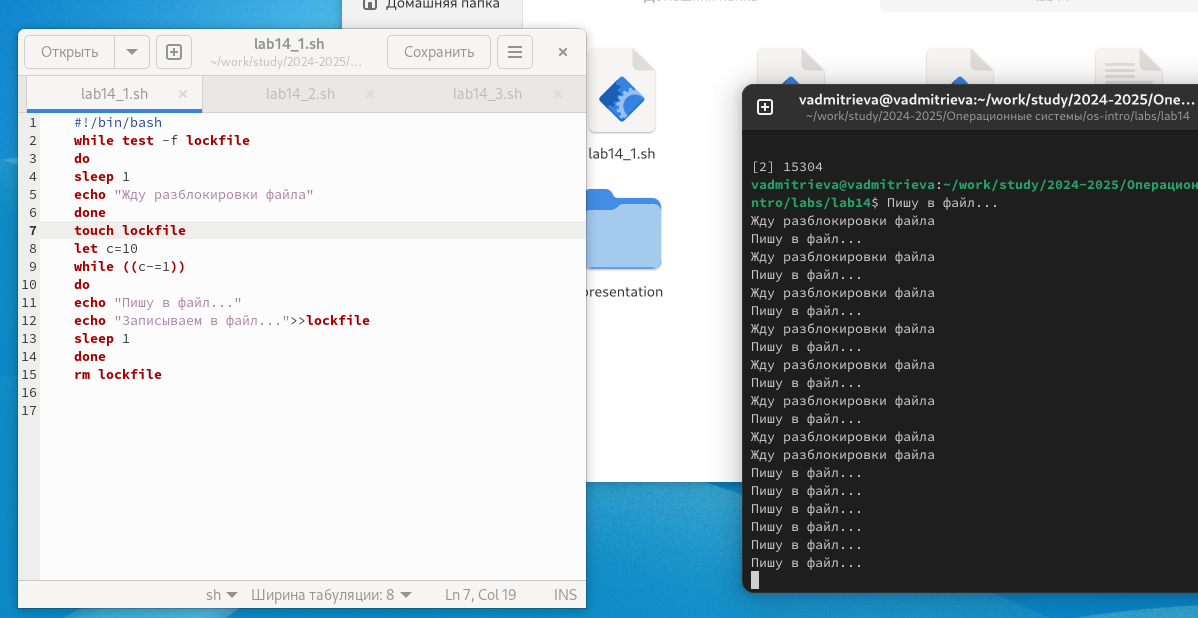 Домашняя папка
Открыть
lab14_1.sh
~/work/study/2024-2025/...
Сохранить
lab14_1.sh
lab14_2.sh
lab14_3.sh
1 #!/bin/bash
2 while test -f lockfile
3 do
4 sleep 1
5 echo "Жду разблокировки файла"
6 done
7 touch lockfile
8 let c=10
9 while ((c-=1))
10 do
11 echo "Пишу в файл..."
12 echo "Записываем в файл...">>lockfile
13 sleep 1
14 done
15 rm lockfile
16
17
sh
Ширина табуляции: 8
Ln 7, Col 19
INS
lab14_1.sh
presentation
vadmitrieva@vadmitrieva:~/work/study/2024-2025/Опе...
~/work/study/2024-2025/Операционные системы/os-intro/labs/lab14
[2] 15304
vadmitrieva@vadmitrieva:~/work/study/2024-2025/Операцион
ntro/labs/lab14$ Пишу в файл...
Жду разблокировки файла
Пишу в файл...
Жду разблокировки файла
Пишу в файл...
Жду разблокировки файла
Пишу в файл...
Жду разблокировки файла
Пишу в файл...
Жду разблокировки файла
Пишу в файл...
Жду разблокировки файла
Пишу в файл...
Жду разблокировки файла
Жду разблокировки файла
Пишу в файл...
Пишу в файл...
Пишу в файл...
Пишу в файл...
Пишу в файл...
Пишу в файл...